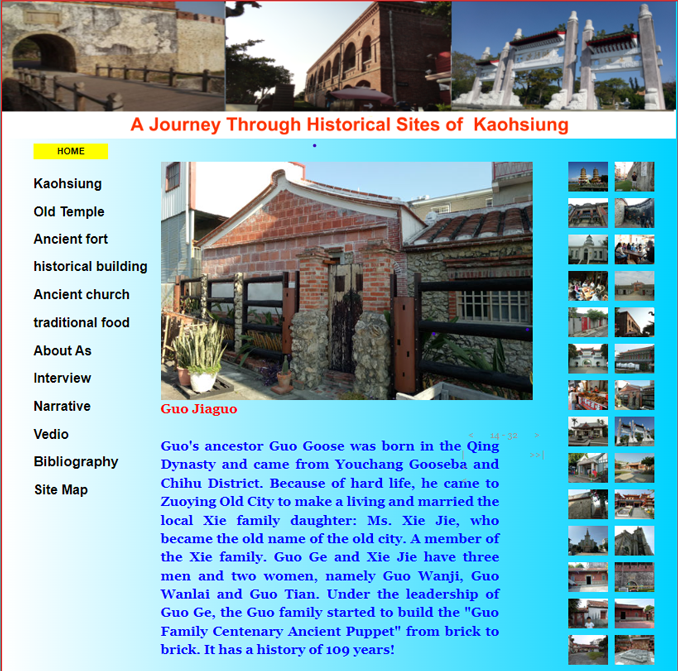 A Journey Through Historical Sites of Kaohsiung
HOME
Kaohsiung
Old Temple
Ancient fort
historical building
Ancient church
traditional food
About As
Interview
Narrative
Vedio
Bibliography
Site Map
Guo Jiaguo
< 14-32 >
[ >>]
Guo's ancestor Guo Goose was born in the Qing
Dynasty and came from Youchang Gooseba and
Chihu District. Because of hard life, he came to
Zuoying Old City to make a living and married the
local Xie family daughter: Ms. Xie Jie, who
became the old name of the old city. A member of
the Xie family. Guo Ge and Xie Jie have three
men and two women, namely Guo Wanji, Guo
Wanlai and Guo Tian. Under the leadership of
Guo Ge, the Guo family started to build the "Guo
Family Centenary Ancient Puppet" from brick to
brick. It has a history of 109 years!